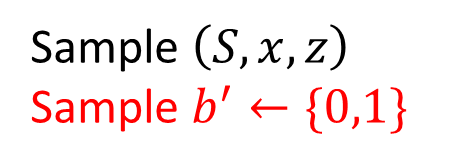 Sample (S, x, z)
Sample b′ ← {0,1}